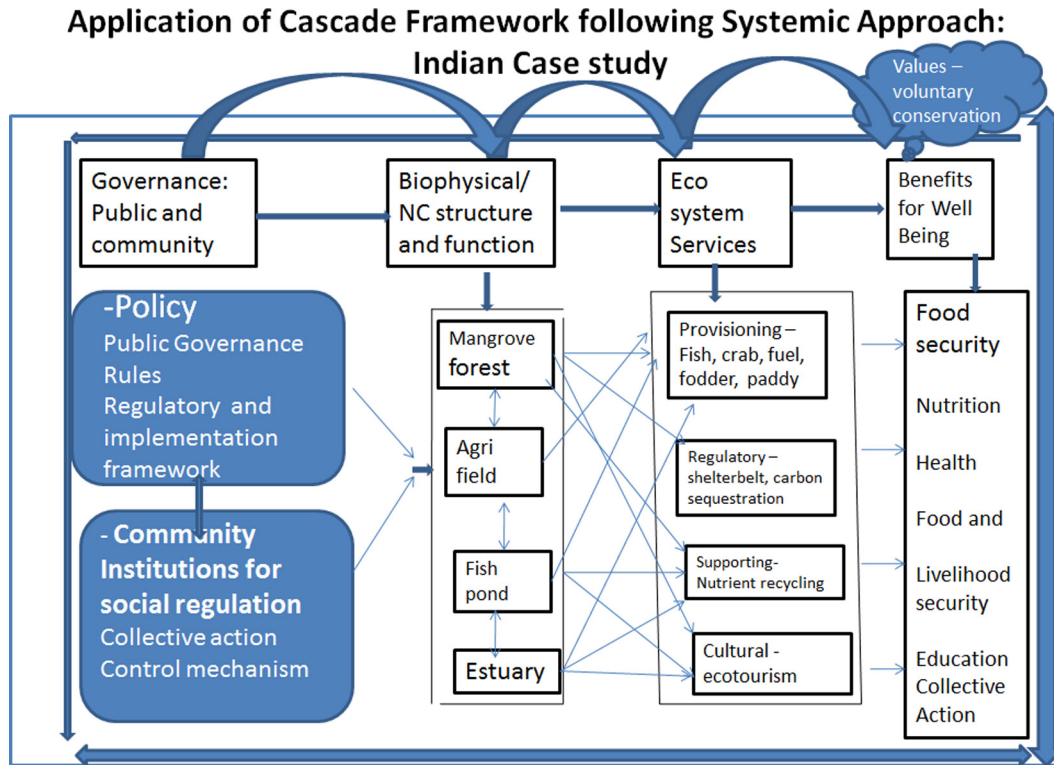 Application of Cascade Framework following Systemic Approach:
Indian Case study
Values –
voluntary
conservation
Governance:
Public and
community
Biophysical/
NC structure
and function
Eco
system
Services
Benefits
for Well
Being
-Policy
Public Governance
Rules
Regulatory and
implementation
framework
- Community
Institutions for
social regulation
Collective action
Control mechanism
Mangrove
forest
Agri
field
Fish
pond
Estuary
Provisioning –
Fish, crab, fuel,
fodder, paddy
Regulatory –
shelterbelt, carbon
sequestration
Supporting-
Nutrient recycling
Cultural -
ecotourism
Food
security
Nutrition
Health
Food and
Livelihood
security
Education
Collective
Action